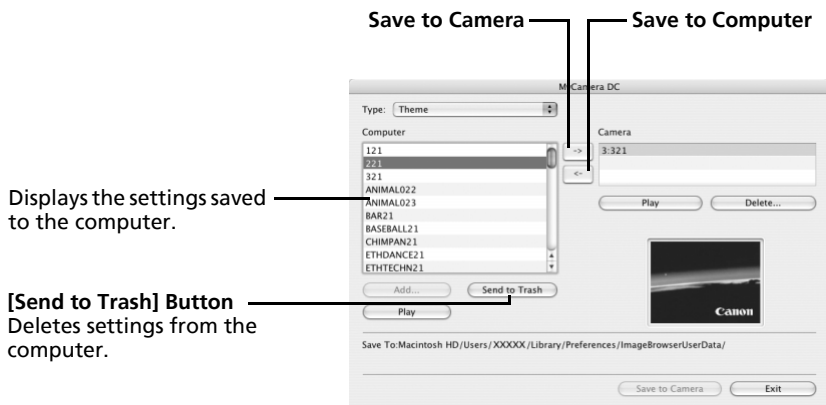 Save to Camera
Save to Computer
MyCamera DC
Type: Theme
Computer
Camera
121
221
321
ANIMAL022
ANIMAL023
BAR21
BASEBALL21
CHIMPAN21
ETHDANCE21
ETHTECHN21
->
<-
3:321
Play
Delete...
Displays the settings saved
to the computer.
[Send to Trash] Button
Deletes settings from the
computer.
Add...
Send to Trash
Play
Canon
Save To:Macintosh HD/Users/XXXXX/Library/Preferences/ImageBrowserUserData/
Save to Camera
Exit